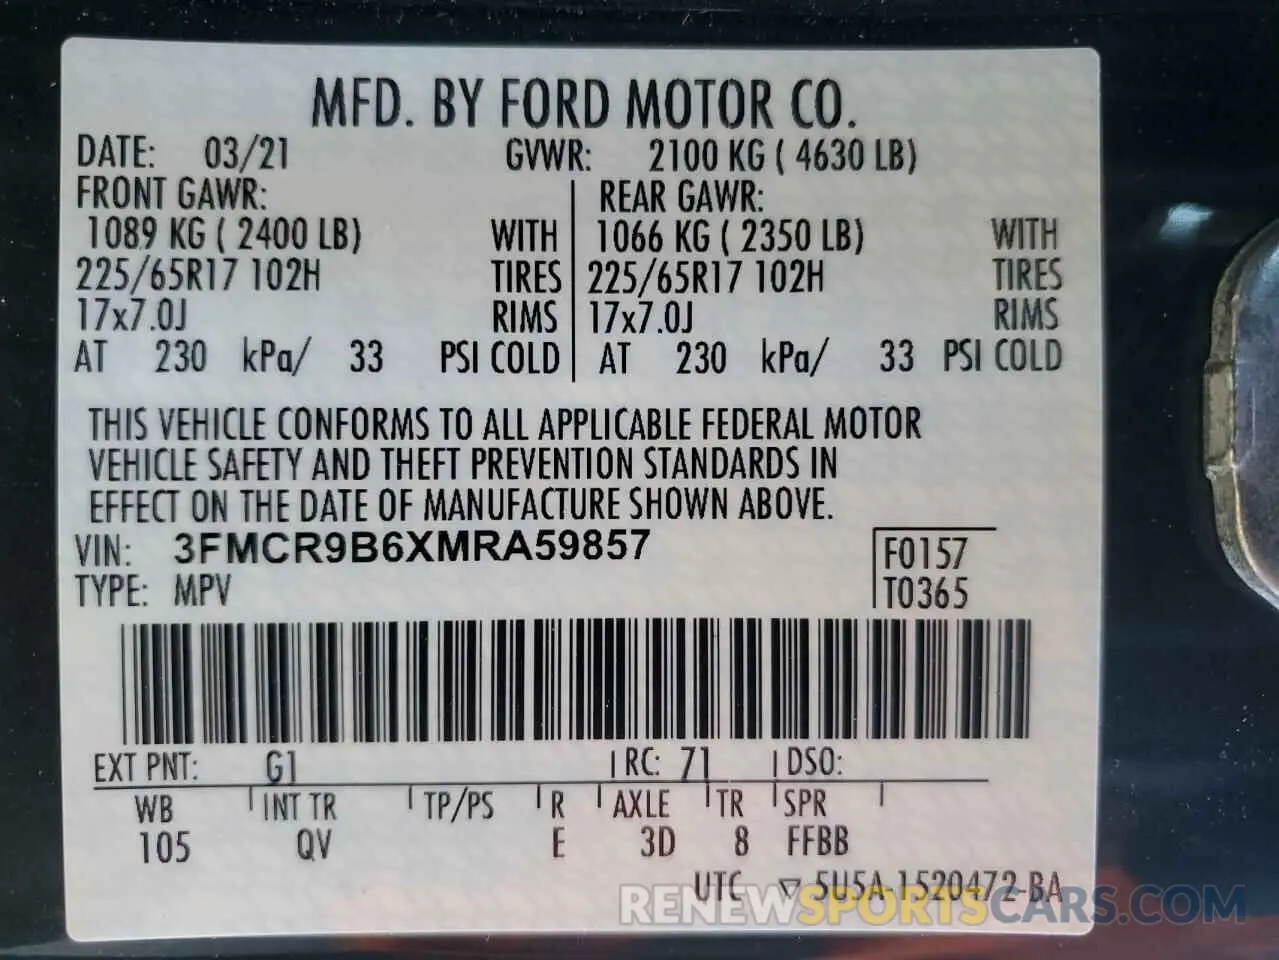 MFD. BY FORD MOTOR CO.
DATE: 03/21 GVWR: 2100 KG ( 4630 LB)
FRONT GAWR: REAR GAWR:
1089 KG ( 2400 LB) WITH 1066 KG ( 2350 LB) WITH
225/65R17 102H TIRES 225/65R17 102H TIRES
17x7.0J RIMS 17x7.0J RIMS
AT 230 kPa/ 33 PSI COLD AT 230 kPa/ 33 PSI COLD
THIS VEHICLE CONFORMS TO ALL APPLICABLE FEDERAL MOTOR
VEHICLE SAFETY AND THEFT PREVENTION STANDARDS IN
EFFECT ON THE DATE OF MANUFACTURE SHOWN ABOVE.
VIN: 3FMCR9B6XMRA59857 F0157
TYPE: MPV T0365
EXT PNT: G1 RC: 71 DSO:
WB INT TR TP/PS R AXLE TR SPR
105 QV E 3D 8 FFBB
UTC ▽ 5U5A-1520472-BA
RENEWSPORTSCARS.COM